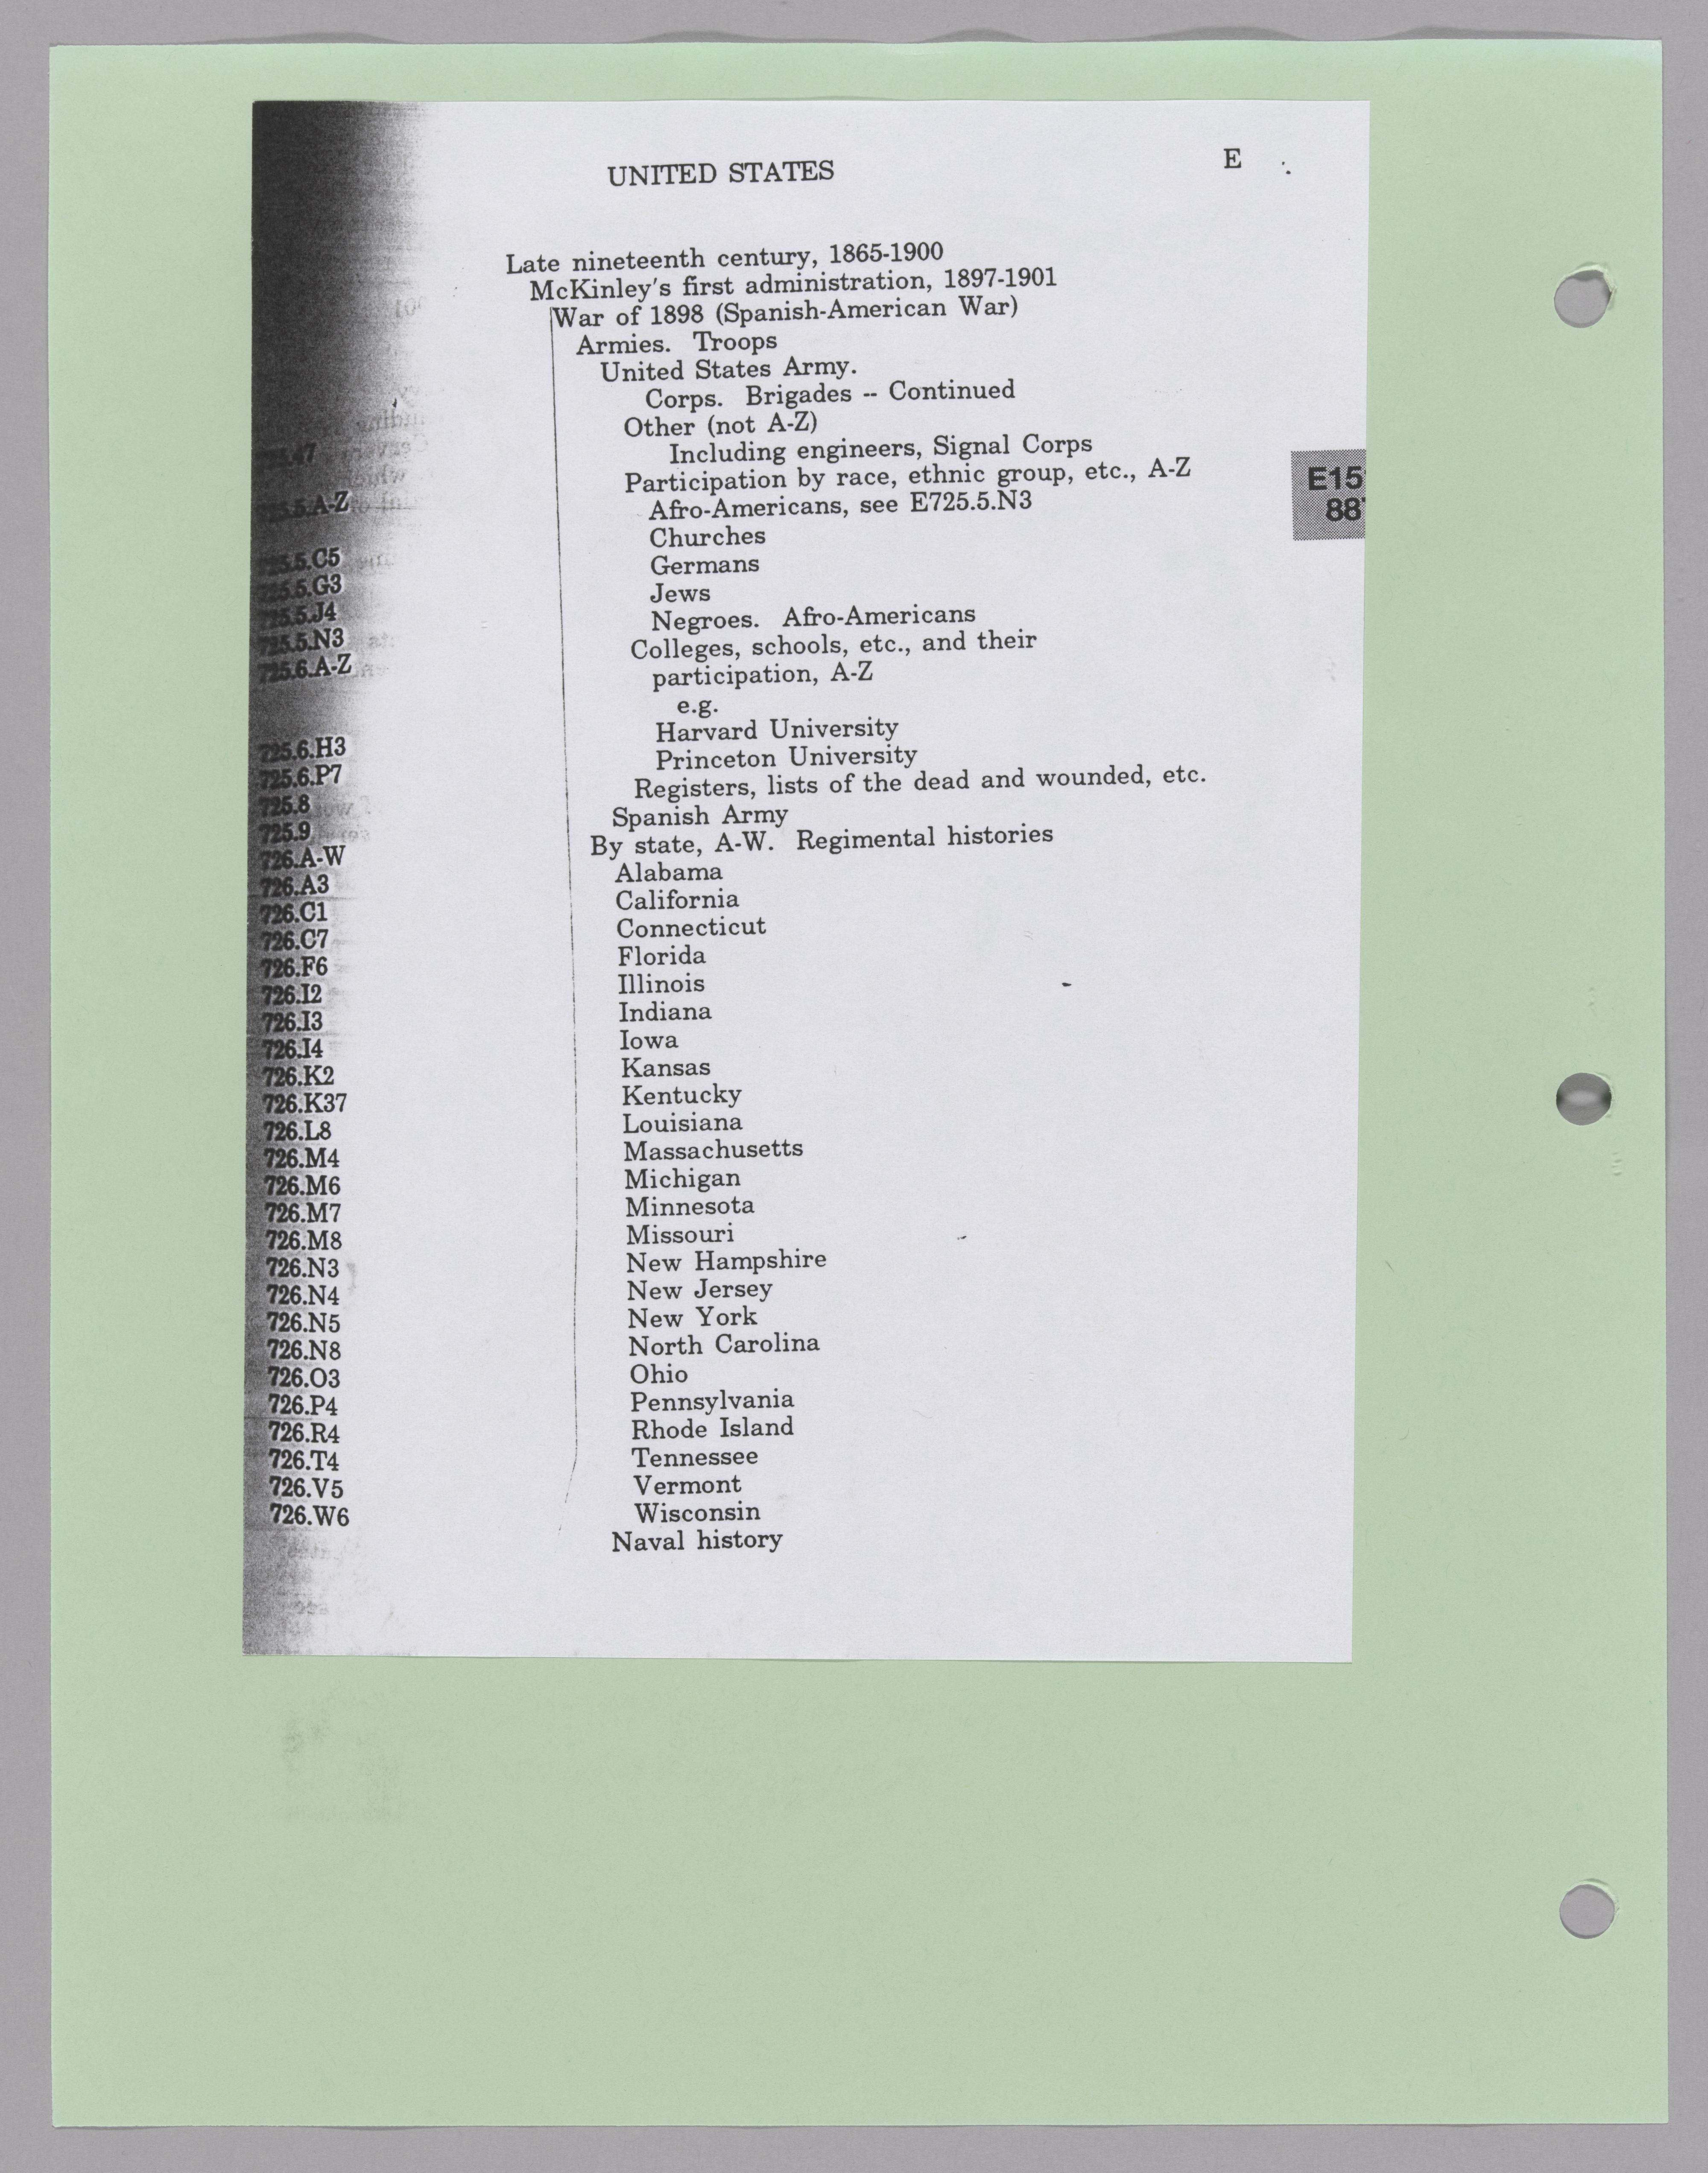 UNITED STATES E
Late nineteenth century, 1865-1900
McKinley's first administration, 1897-1901
War of 1898 (Spanish-American War)
Armies. Troops
United States Army.
Corps. Brigades -- Continued
Other (not A-Z)
Including engineers, Signal Corps
Participation by race, ethnic group, etc., A-Z
E15
88
725.5.A-Z
Afro-Americans, see E725.5.N3
725.5.C5 Churches
725.5.G3 Germans
725.5.J4 Jews
725.5.N3 Negroes. Afro-Americans
725.6.A-Z Colleges, schools, etc., and their
participation, A-Z
e.g.
725.6.H3 Harvard University
725.6.P7 Princeton University
725.8 Registers, lists of the dead and wounded, etc.
725.9 Spanish Army
726.A-W By state, A-W. Regimental histories
726.A3 Alabama
726.C1 California
726.C7 Connecticut
726.F6 Florida
726.I2 Illinois
726.I3 Indiana
726.I4 Iowa
726.K2 Kansas
726.K37 Kentucky
726.L8 Louisiana
726.M4 Massachusetts
726.M6 Michigan
726.M7 Minnesota
726.M8 Missouri
726.N3 New Hampshire
726.N4 New Jersey
726.N5 New York
726.N8 North Carolina
726.O3 Ohio
726.P4 Pennsylvania
726.R4 Rhode Island
726.T4 Tennessee
726.V5 Vermont
726.W6 Wisconsin
Naval history